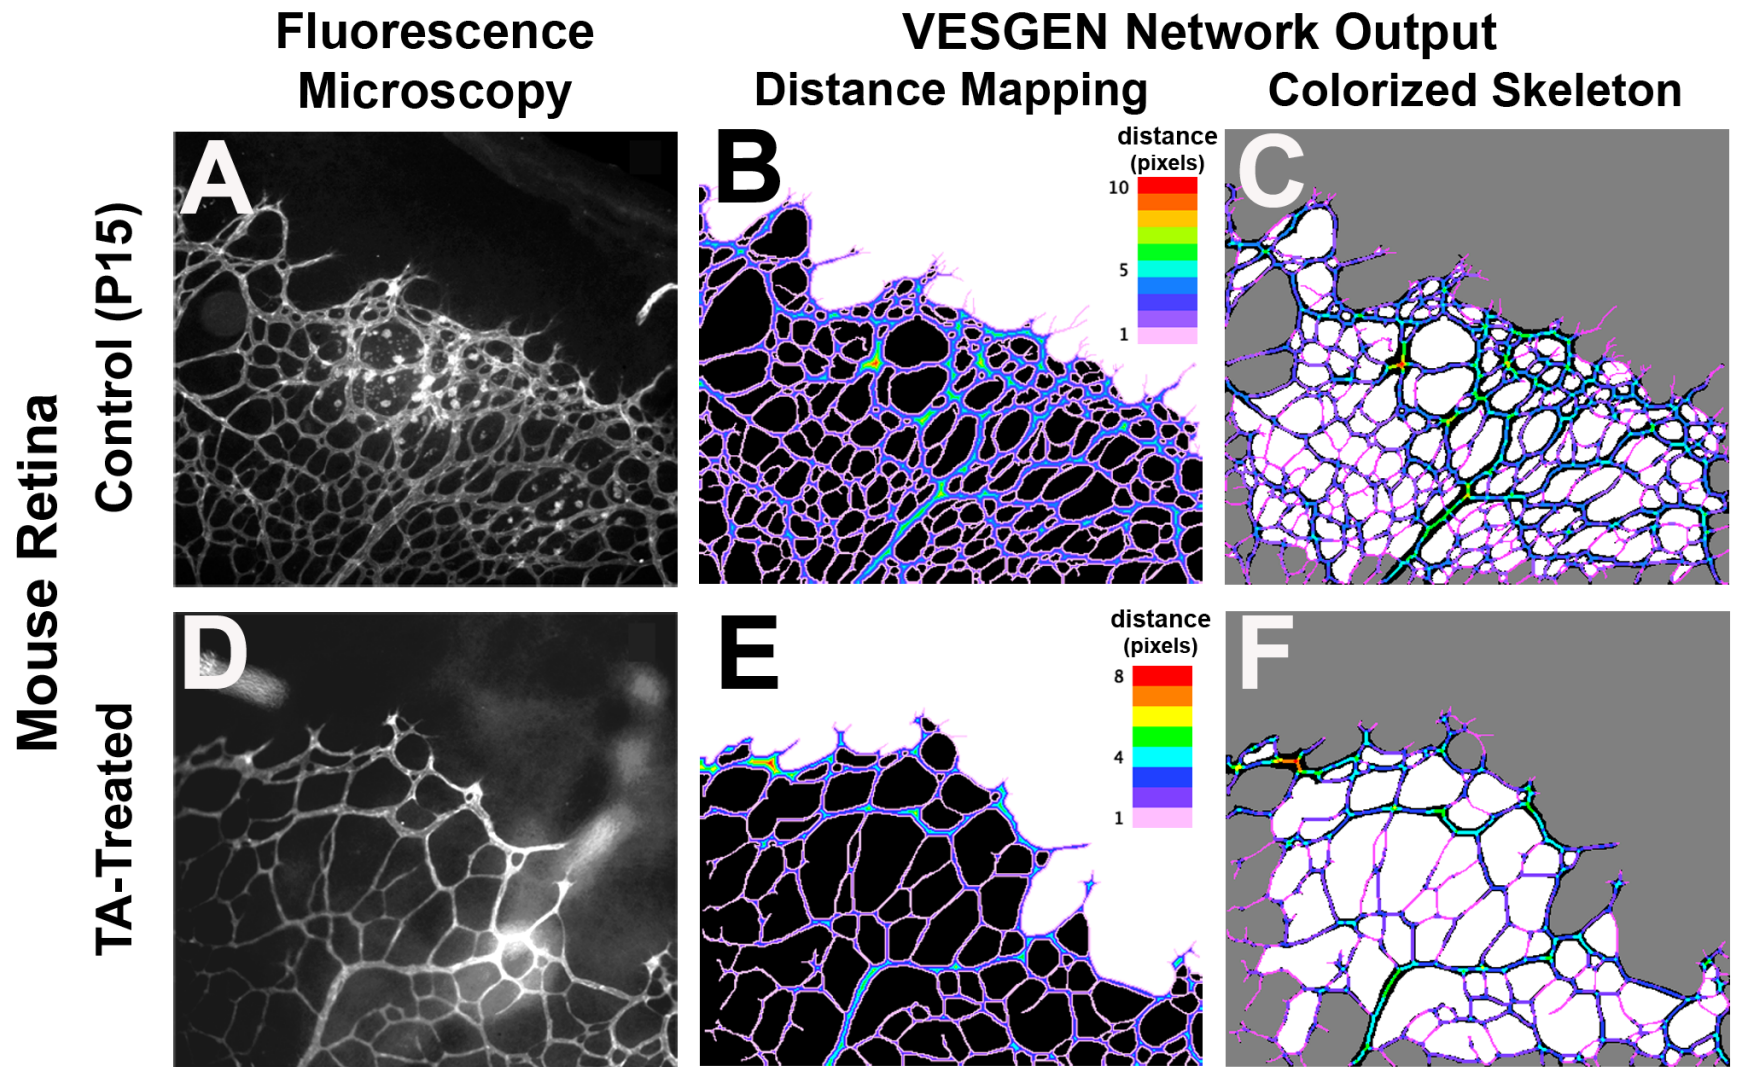 Fluorescence
Microscopy
VESGEN Network Output
Distance Mapping
Colorized Skeleton
Mouse Retina
Control (P15)
A
B
distance
(pixels)
10
5
1
C
TA-Treated
D
E
distance
(pixels)
8
4
1
F